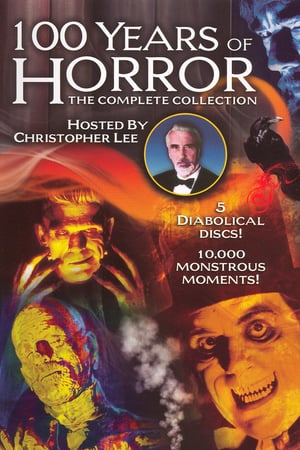 100 YEARS OF
HORROR
THE COMPLETE COLLECTION
HOSTED BY
CHRISTOPHER LEE
5
DIABOLICAL
DISCS!
10,000
MONSTROUS
MOMENTS!